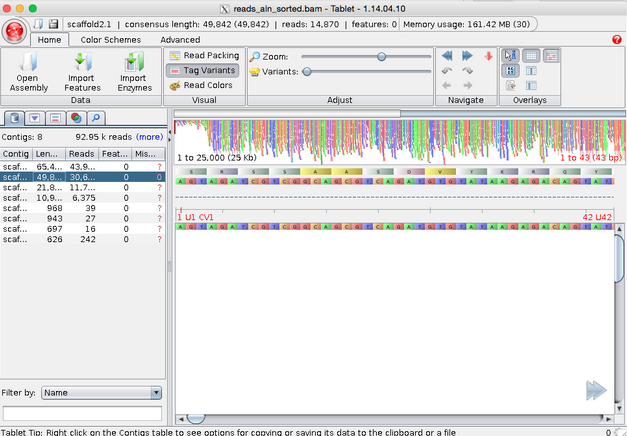 reads_aln_sorted.bam - Tablet - 1.14.04.10
scaffold2.1 | consensus length: 49,842 (49,842) | reads: 14,870 | features: 0 | Memory usage: 161.42 MB (30)
Home Color Schemes Advanced
Open Assembly
Import Features
Import Enzymes
Data
Read Packing
Tag Variants
Read Colors
Visual
Zoom:
Variants:
Adjust
Navigate
Overlays
Contigs: 8 92.95 k reads (more)
Contig Len... Reads Feat... Mis...
scaf... 65.4... 43,9... 0 ?
scaf... 49,8... 30,6... 0 0
scaf... 21,8... 11,7... 0 ?
scaf... 10,9... 6,375 0 ?
scaf... 968 39 0 ?
scaf... 943 27 0 ?
scaf... 697 16 0 ?
scaf... 626 242 0 ?
1 to 25,000 (25 Kb) 1 to 43 (43 bp)
S R S S A A S S D V Y K R Q Y
1 U1 CV1 42 U42
Filter by: Name
Tablet Tip: Right click on the Contigs table to see options for copying or saving its data to the clipboard or a file 0